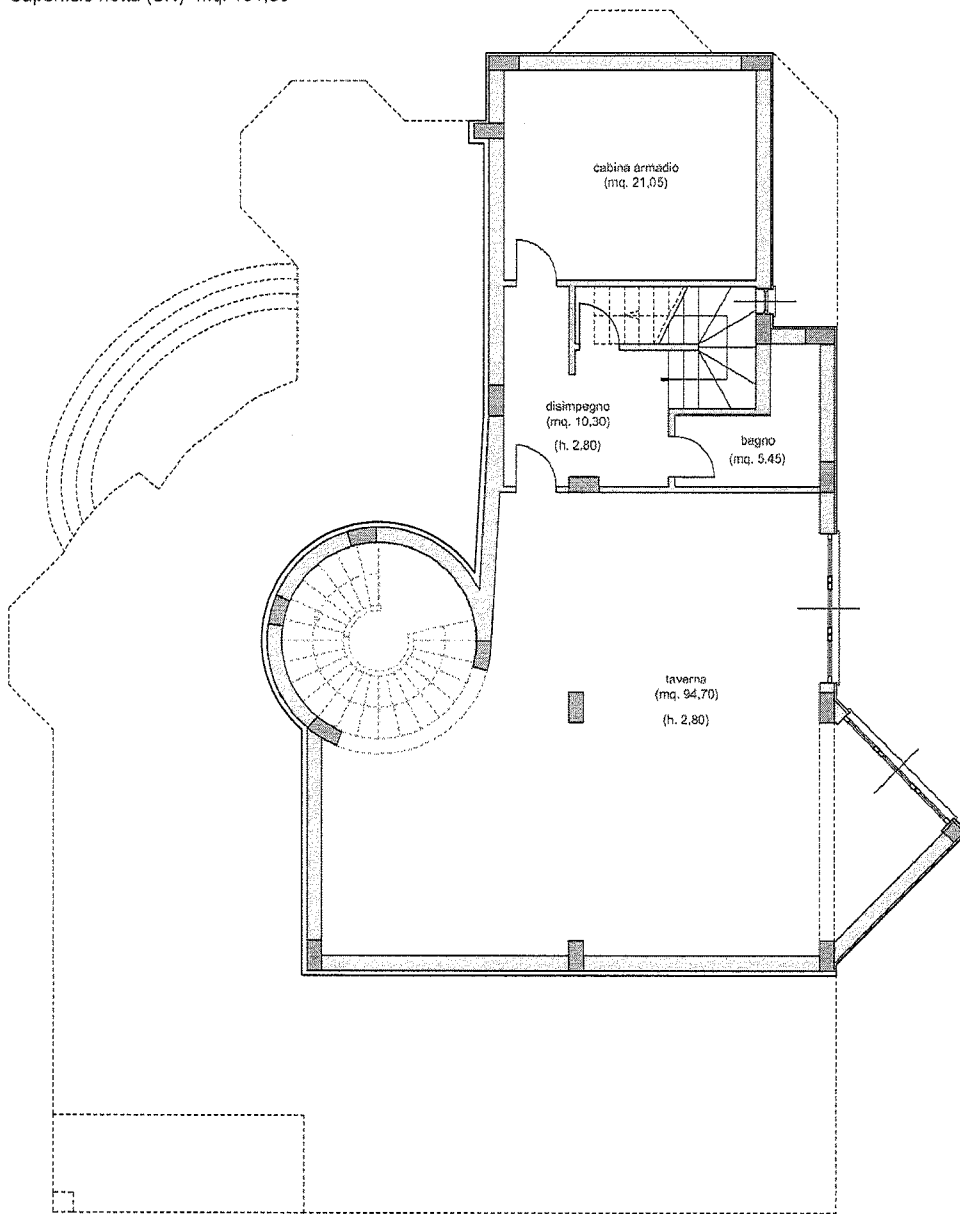 cabina armadio
(mq. 21,05)
disimpegno
(mq. 10,30)
(h. 2.80)
bagno
(mq. 5.45)
taverna
(mq. 94,70)
(h. 2,80)